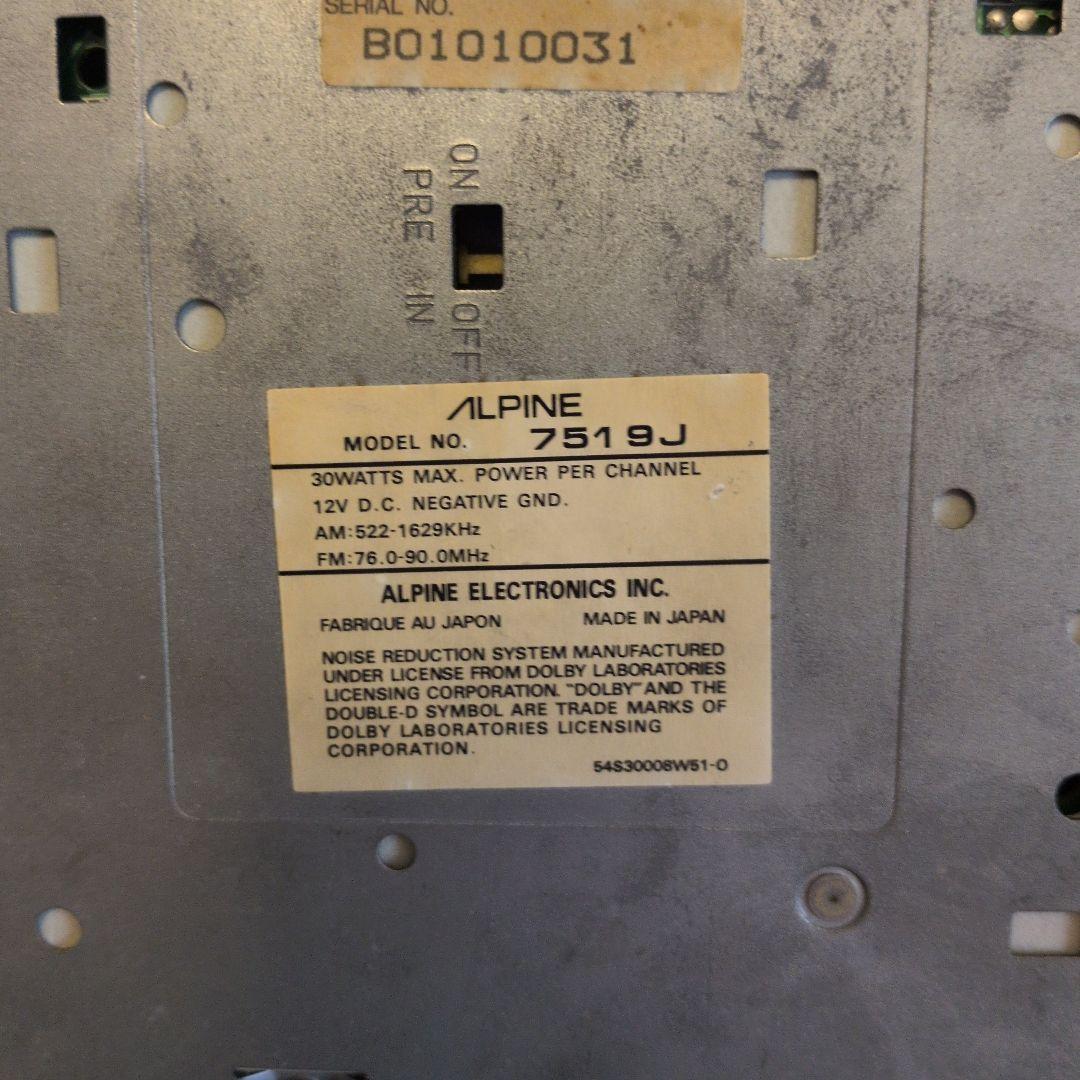 SERIAL NO.
B01010031
ON
PRE IN
OFF
ALPINE
MODEL NO. 7519J
30WATTS MAX. POWER PER CHANNEL
12V D.C. NEGATIVE GND.
AM:522-1629KHz
FM:76.0-90.0MHz
ALPINE ELECTRONICS INC.
FABRIQUE AU JAPON MADE IN JAPAN
NOISE REDUCTION SYSTEM MANUFACTURED
UNDER LICENSE FROM DOLBY LABORATORIES
LICENSING CORPORATION. "DOLBY" AND THE
DOUBLE-D SYMBOL ARE TRADE MARKS OF
DOLBY LABORATORIES LICENSING
CORPORATION.
54S30008W51-O